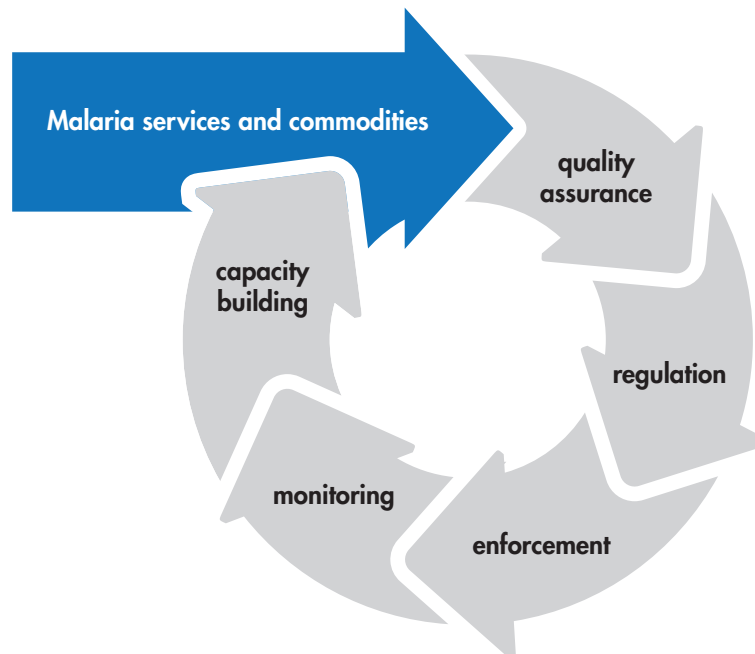 Malaria services and commodities
quality
assurance
regulation
enforcement
monitoring
capacity
building